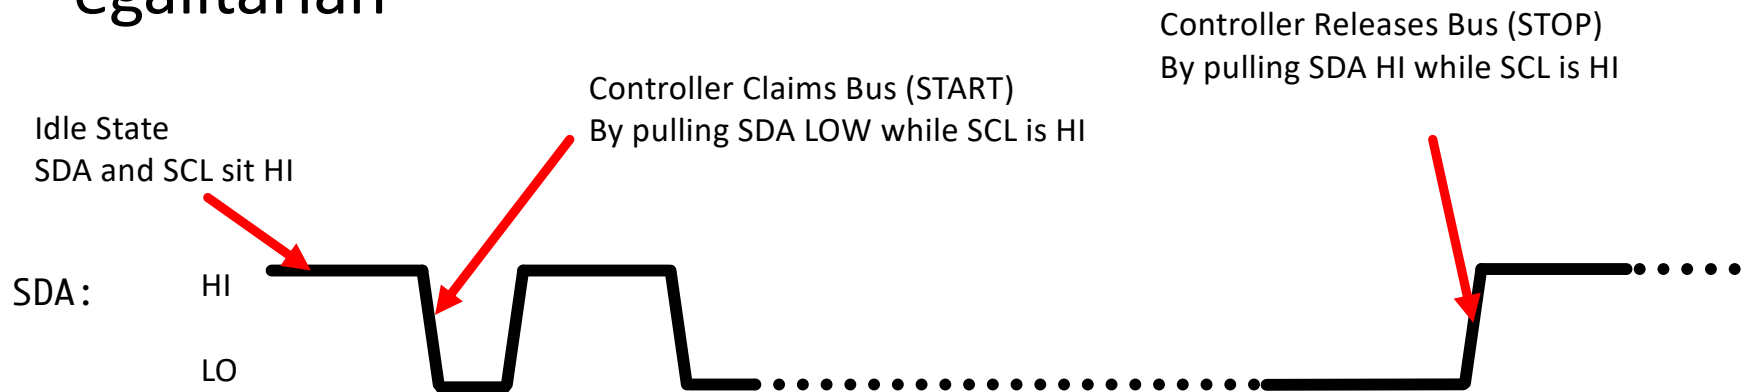 egalitarian
Controller Releases Bus (STOP)
By pulling SDA HI while SCL is HI
Controller Claims Bus (START)
By pulling SDA LOW while SCL is HI
Idle State
SDA and SCL sit HI
SDA:
HI
LO